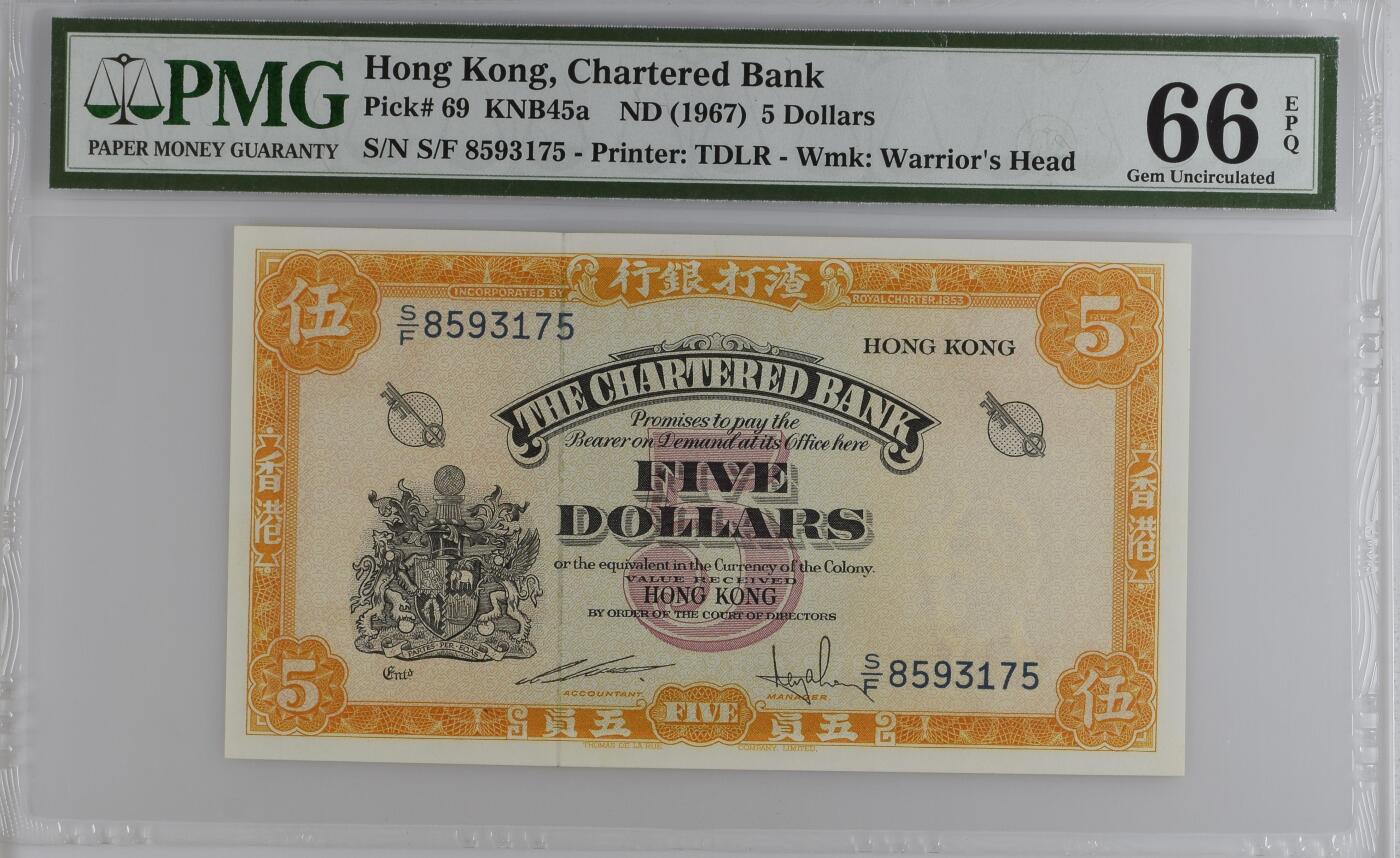 PMG
PAPER MONEY GUARANTY
Hong Kong, Chartered Bank
Pick# 69 KNB45a ND (1967) 5 Dollars
S/N S/F 8593175 - Printer: TDLR - Wmk: Warrior's Head
66
EPQ
Gem Uncirculated
行銀打渣
伍
INCORPORATED BY
ROYAL CHARTER, 1853
5
S/F 8593175
HONG KONG
THE CHARTERED BANK
Promises to pay the
Bearer on Demand at its Office here
FIVE
DOLLARS
5
or the equivalent in the Currency of the Colony.
VALUE RECEIVED
HONG KONG
BY ORDER OF THE COURT OF DIRECTORS
香港
香港
PARTES·PER·EQAS
Entd
ACCOUNTANT
MANAGER.
S/F 8593175
5
員五
FIVE
員五
伍
THOMAS DE LA RUE
COMPANY, LIMITED.